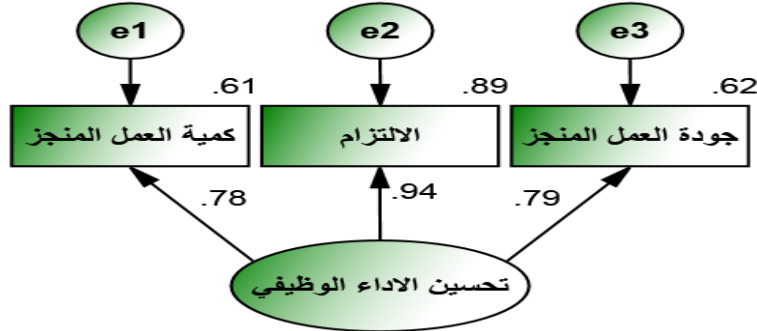 e1
e2
e3
.61
.89
.62
كمية العمل المنجز
الالتزام
جودة العمل المنجز
.78
.94
.79
تحسين الاداء الوظيفي